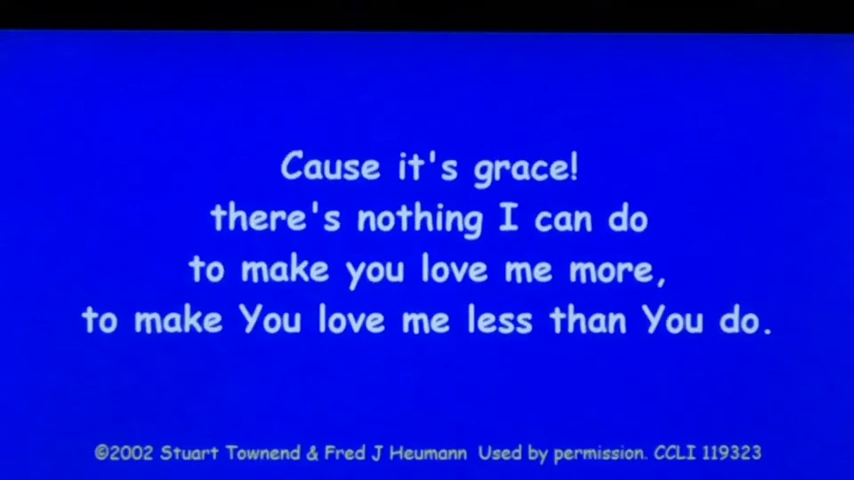 Cause it's grace!
there's nothing I can do
to make you love me more,
to make You love me less than You do.
©2002 Stuart Townend & Fred J Heumann Used by permission. CCLI 119323